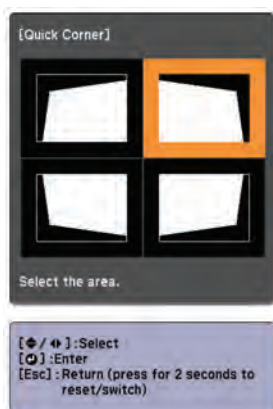 [Quick Corner]
Select the area.
[◆/◆] :Select
[⏎] :Enter
[Esc] : Return (press for 2 seconds to
reset/switch)